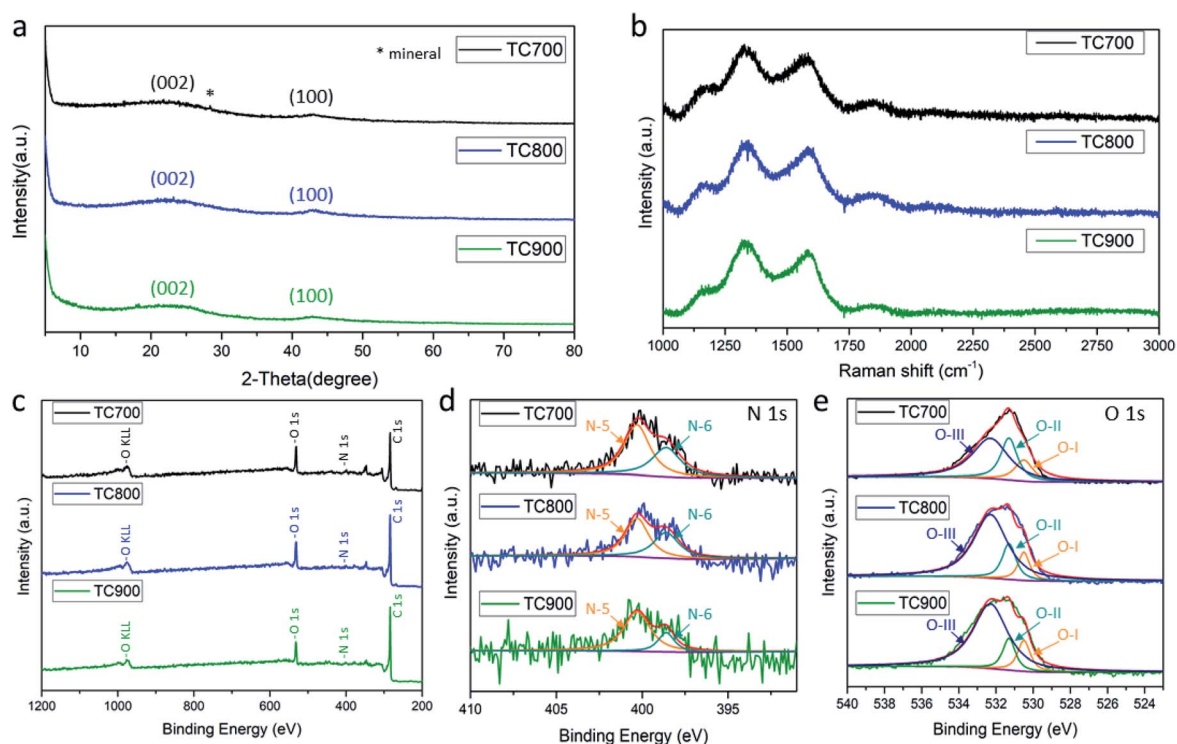 a
* mineral
TC700
(002)
*
(100)
TC800
(002)
(100)
TC900
(002)
(100)
Intensity(a.u.)
10 20 30 40 50 60 70 80
2-Theta(degree)
b
TC700
TC800
TC900
Intensity (a.u.)
1000 1250 1500 1750 2000 2250 2500 2750 3000
Raman shift (cm-1)
c
TC700
--O KLL
--O 1s
--N 1s
C 1s
TC800
--O KLL
--O 1s
--N 1s
C 1s
TC900
--O KLL
--O 1s
--N 1s
C 1s
Intensity (a.u.)
1200 1000 800 600 400 200
Binding Energy (eV)
d
N 1s
TC700
N-5
N-6
TC800
N-5
N-6
TC900
N-5
N-6
Intensity (a.u.)
410 405 400 395
Binding Energy (eV)
e
O 1s
TC700
O-III
O-II
O-I
TC800
O-III
O-II
O-I
TC900
O-III
O-II
O-I
Intensity (a.u.)
540 538 536 534 532 530 528 526 524
Binding Energy (eV)